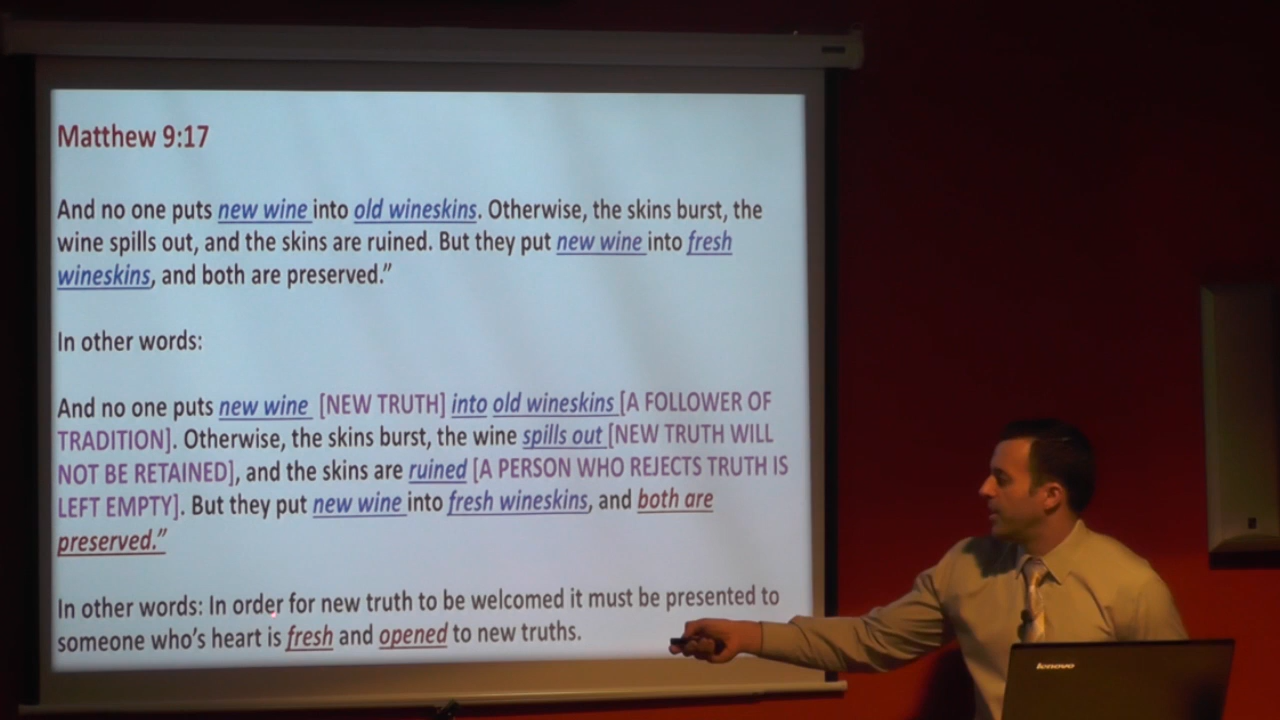 Matthew 9:17
And no one puts new wine into old wineskins. Otherwise, the skins burst, the
wine spills out, and the skins are ruined. But they put new wine into fresh
wineskins, and both are preserved.”
In other words:
And no one puts new wine [NEW TRUTH] into old wineskins [A FOLLOWER OF
TRADITION]. Otherwise, the skins burst, the wine spills out [NEW TRUTH WILL
NOT BE RETAINED], and the skins are ruined [A PERSON WHO REJECTS TRUTH IS
LEFT EMPTY]. But they put new wine into fresh wineskins, and both are
preserved.”
In other words: In order for new truth to be welcomed it must be presented to
someone who’s heart is fresh and opened to new truths.
lenovo